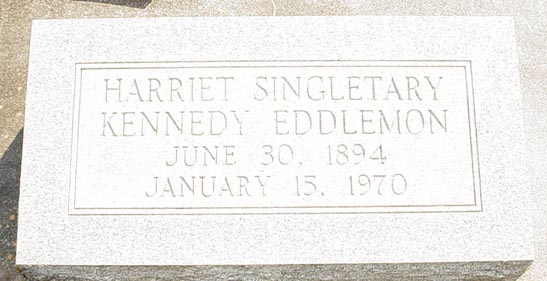 HARRIET SINGLETARY
KENNEDY EDDLEMON
JUNE 30, 1894
JANUARY 15, 1970